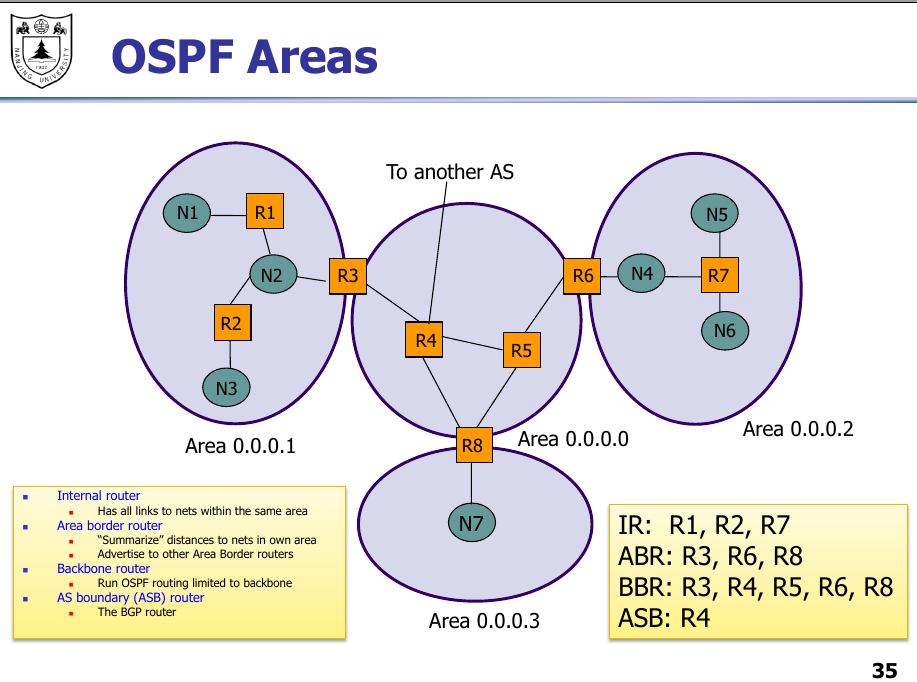 OSPF Areas
NANJING UNIVERSITY
1902
To another AS
N1
R1
N5
N2
R3
R6
N4
R7
R2
R4
R5
N6
N3
Area 0.0.0.1
R8
Area 0.0.0.0
Area 0.0.0.2
N7
Area 0.0.0.3
Internal router
Has all links to nets within the same area
Area border router
“Summarize” distances to nets in own area
Advertise to other Area Border routers
Backbone router
Run OSPF routing limited to backbone
AS boundary (ASB) router
The BGP router
IR:  R1, R2, R7
ABR: R3, R6, R8
BBR: R3, R4, R5, R6, R8
ASB: R4
35